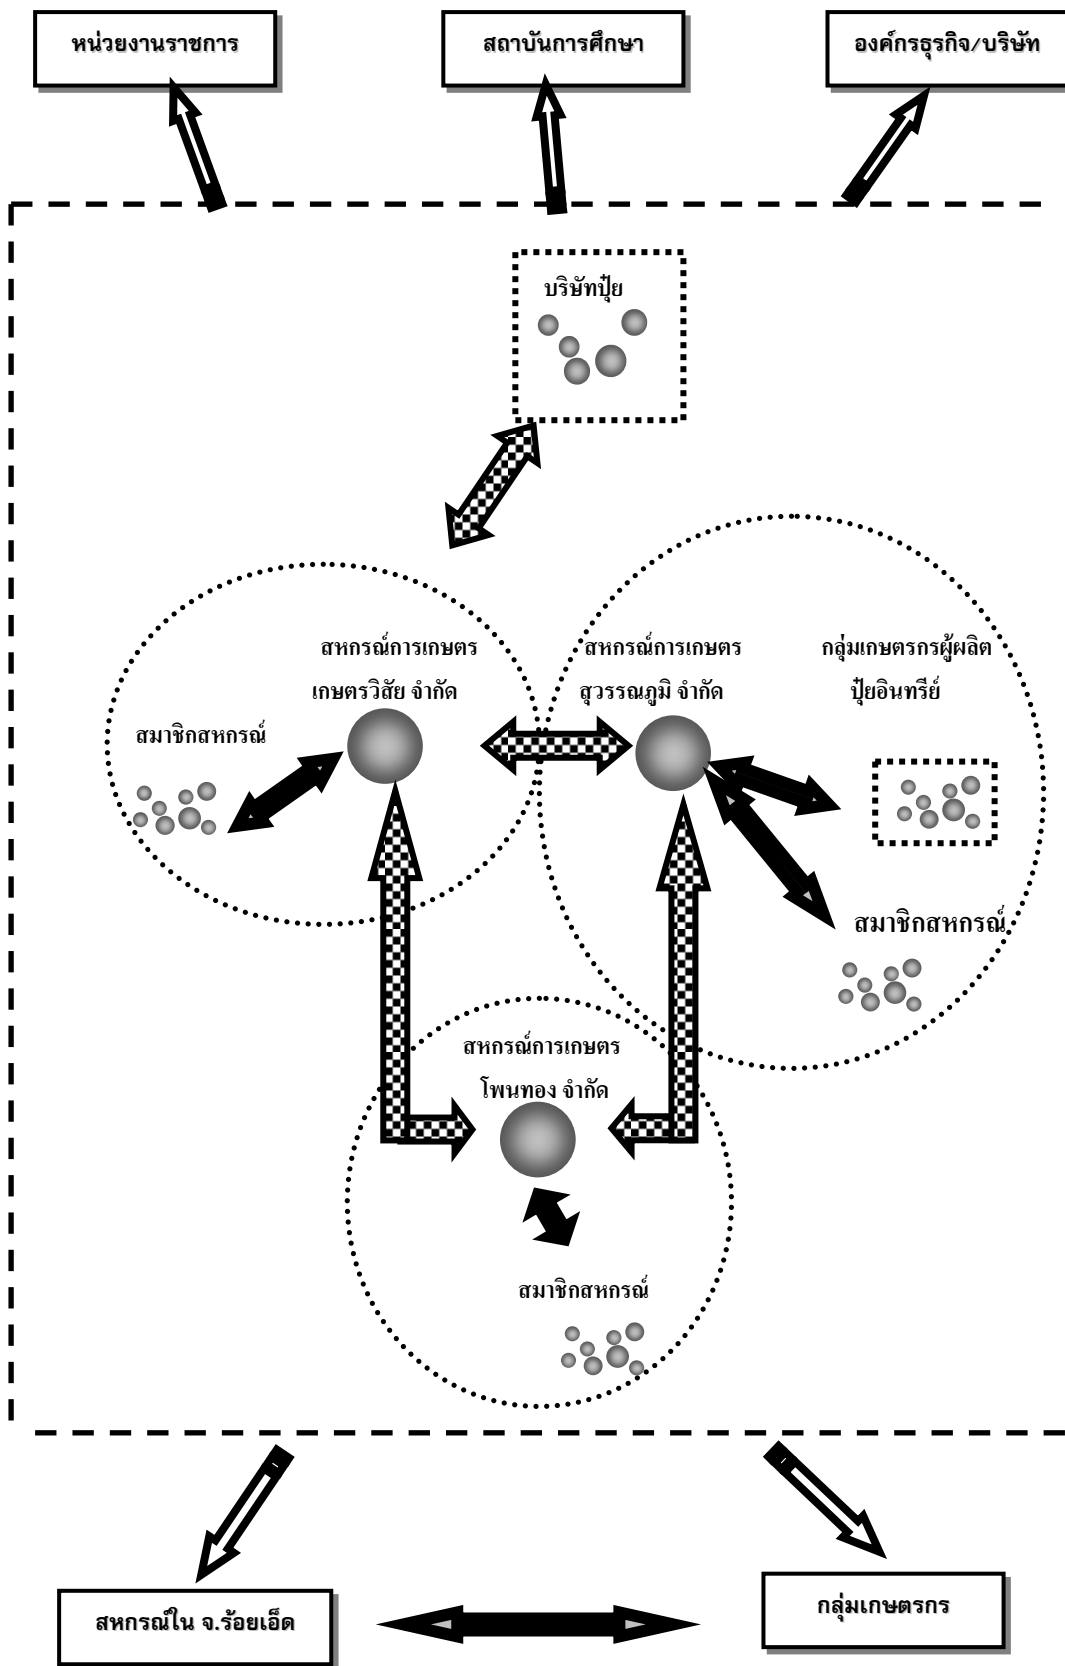 หน่วยงานราชการ
สถาบันการศึกษา
องค์กรธุรกิจ/บริษัท
บริษัทปุ๋ย
สหกรณ์การเกษตร
เกษตรวิสัย จำกัด
สหกรณ์การเกษตร
สุวรรณภูมิ จำกัด
กลุ่มเกษตรกรผู้ผลิต
ปุ๋ยอินทรีย์
สมาชิกสหกรณ์
สมาชิกสหกรณ์
สหกรณ์การเกษตร
โพนทอง จำกัด
สมาชิกสหกรณ์
สหกรณ์ใน จ.ร้อยเอ็ด
กลุ่มเกษตรกร